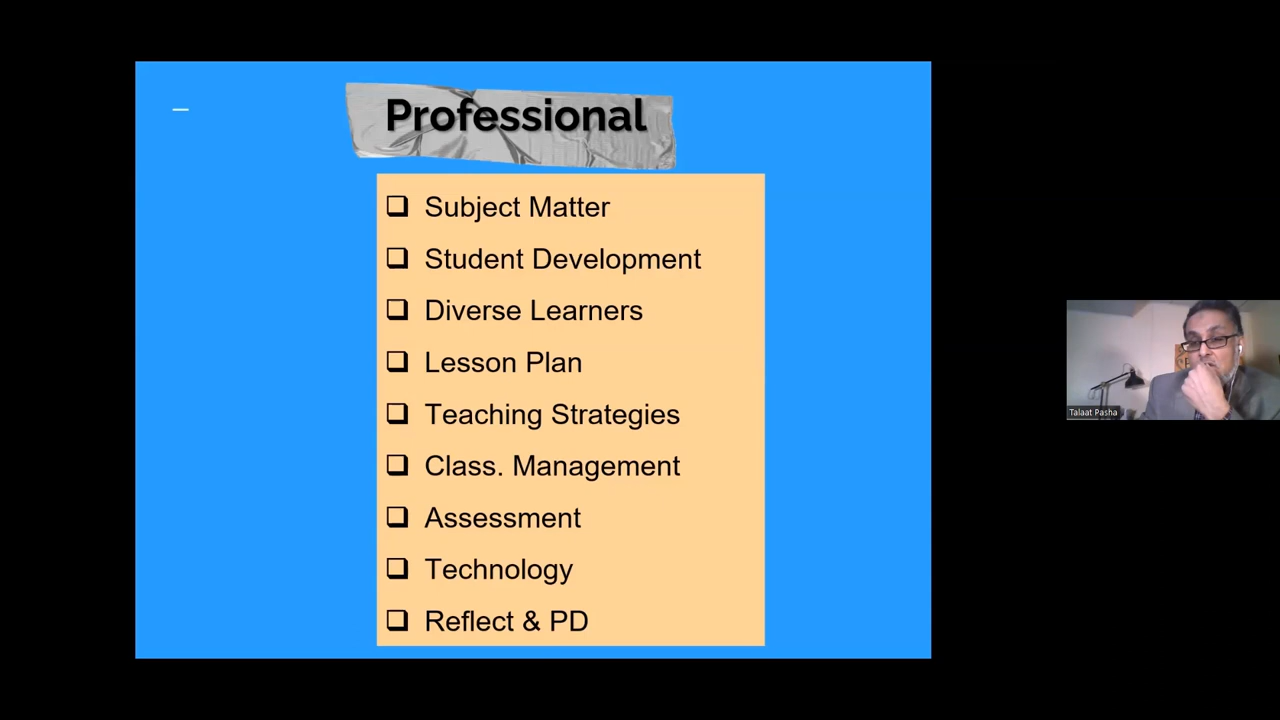 Professional
❑ Subject Matter
❑ Student Development
❑ Diverse Learners
❑ Lesson Plan
❑ Teaching Strategies
❑ Class. Management
❑ Assessment
❑ Technology
❑ Reflect & PD
Talaat Pasha